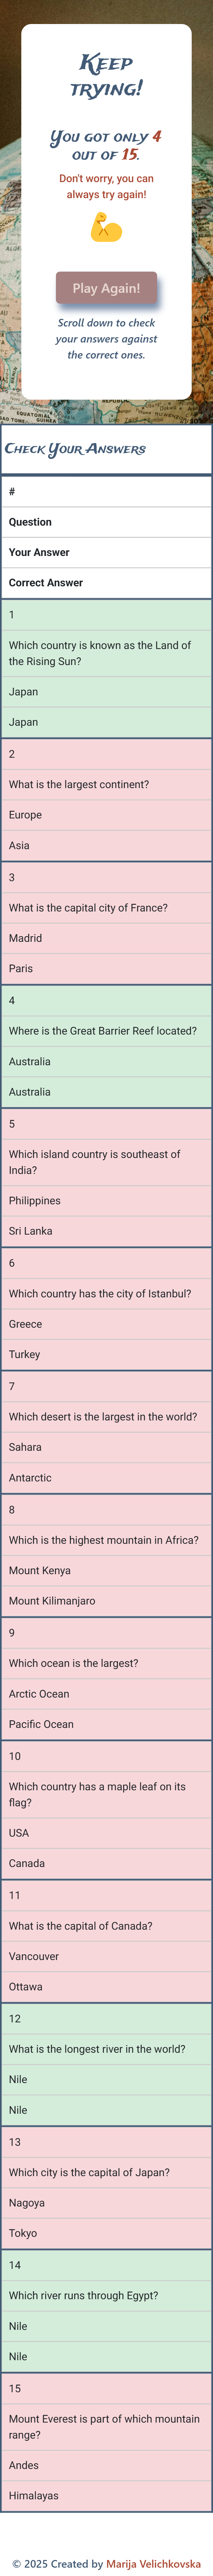 Keep
trying!
You got only 4
out of 15.
Don't worry, you can
always try again!
Play Again!
Scroll down to check
your answers against
the correct ones.
REPUBLIC
EQUATORIAL
GUINEA
Check Your Answers
#
Question
Your Answer
Correct Answer
1
Which country is known as the Land of
the Rising Sun?
Japan
Japan
2
What is the largest continent?
Europe
Asia
3
What is the capital city of France?
Madrid
Paris
4
Where is the Great Barrier Reef located?
Australia
Australia
5
Which island country is southeast of
India?
Philippines
Sri Lanka
6
Which country has the city of Istanbul?
Greece
Turkey
7
Which desert is the largest in the world?
Sahara
Antarctic
8
Which is the highest mountain in Africa?
Mount Kenya
Mount Kilimanjaro
9
Which ocean is the largest?
Arctic Ocean
Pacific Ocean
10
Which country has a maple leaf on its
flag?
USA
Canada
11
What is the capital of Canada?
Vancouver
Ottawa
12
What is the longest river in the world?
Nile
Nile
13
Which city is the capital of Japan?
Nagoya
Tokyo
14
Which river runs through Egypt?
Nile
Nile
15
Mount Everest is part of which mountain
range?
Andes
Himalayas
© 2025 Created by Marija Velichkovska